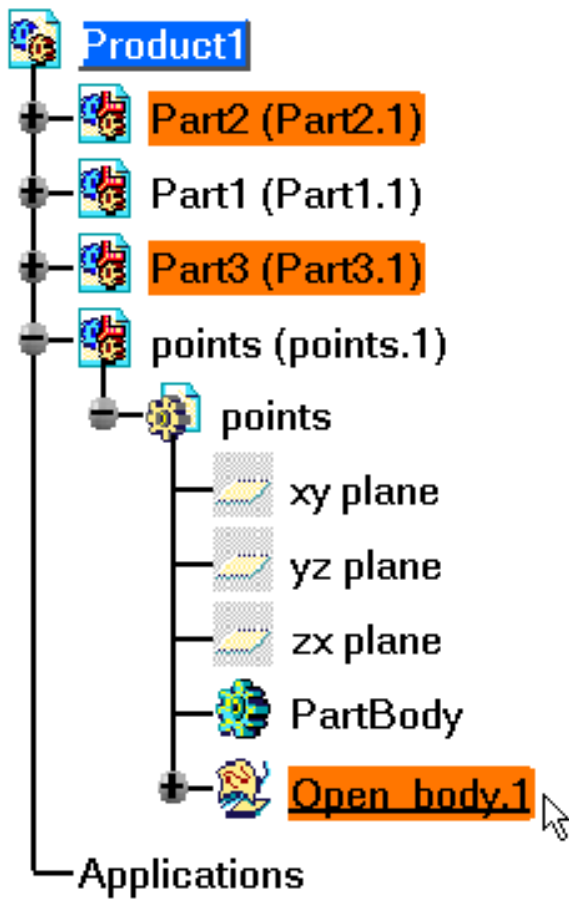 Product1
Part2 (Part2.1)
Part1 (Part1.1)
Part3 (Part3.1)
points (points.1)
points
xy plane
yz plane
zx plane
PartBody
Open_body.1
Applications